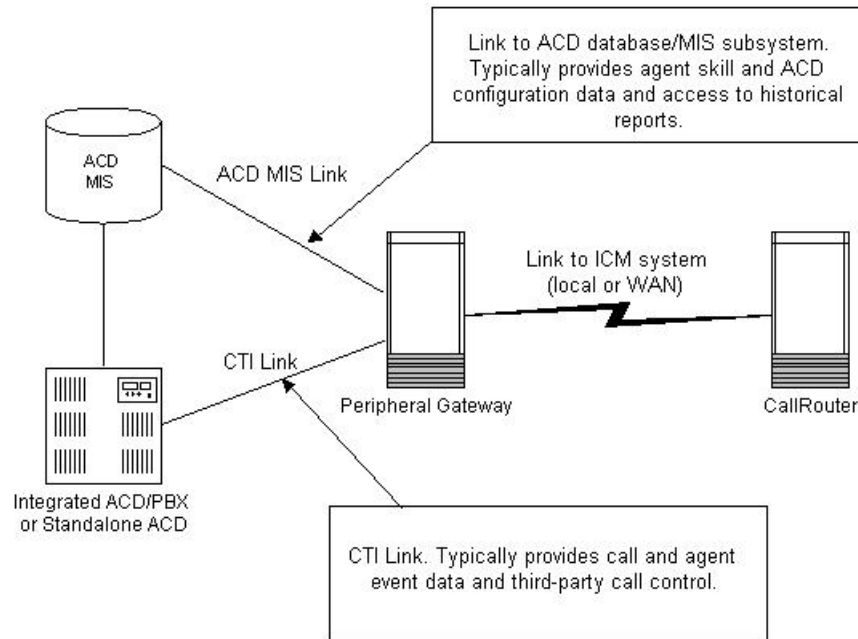 Link to ACD database/MIS subsystem.
Typically provides agent skill and ACD
configuration data and access to historical
reports.
ACD
MIS
ACD MIS Link
Link to ICM system
(local or WAN)
CTI Link
Peripheral Gateway
CallRouter
Integrated ACD/PBX
or Standalone ACD
CTI Link. Typically provides call and agent
event data and third-party call control.